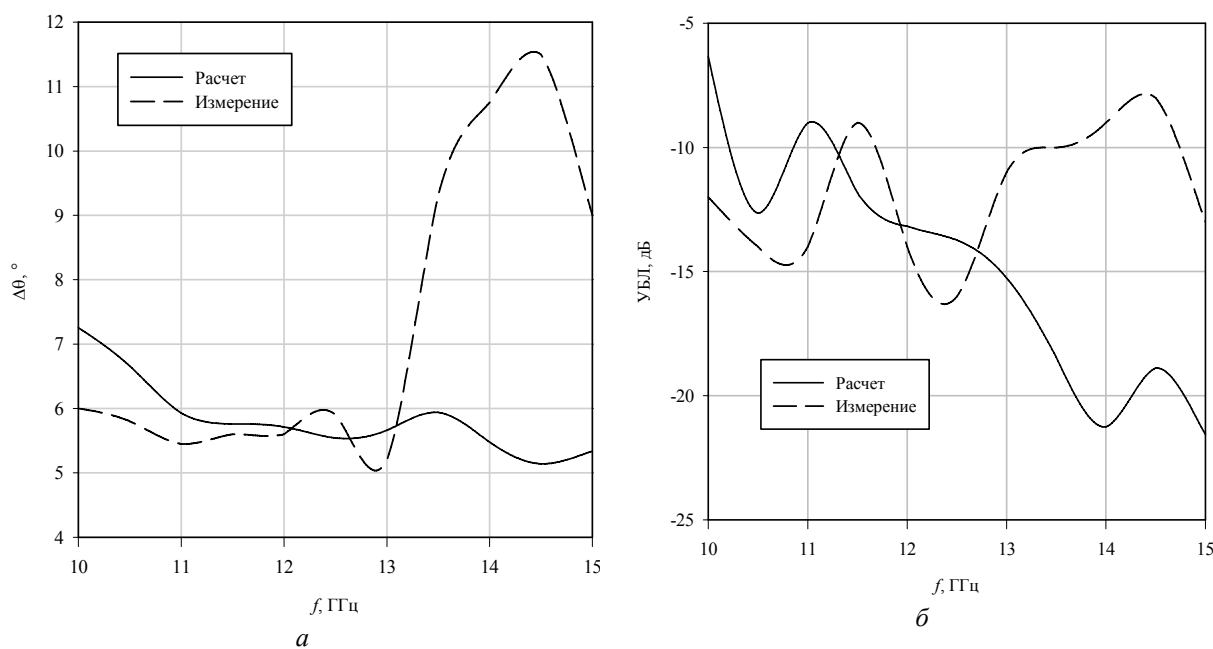 12
11
10
9
8
7
6
5
4
Δθ, °
Расчет
Измерение
10 11 12 13 14 15
f, ГГц
а
-5
-10
-15
-20
-25
УБЛ, дБ
Расчет
Измерение
10 11 12 13 14 15
f, ГГц
б